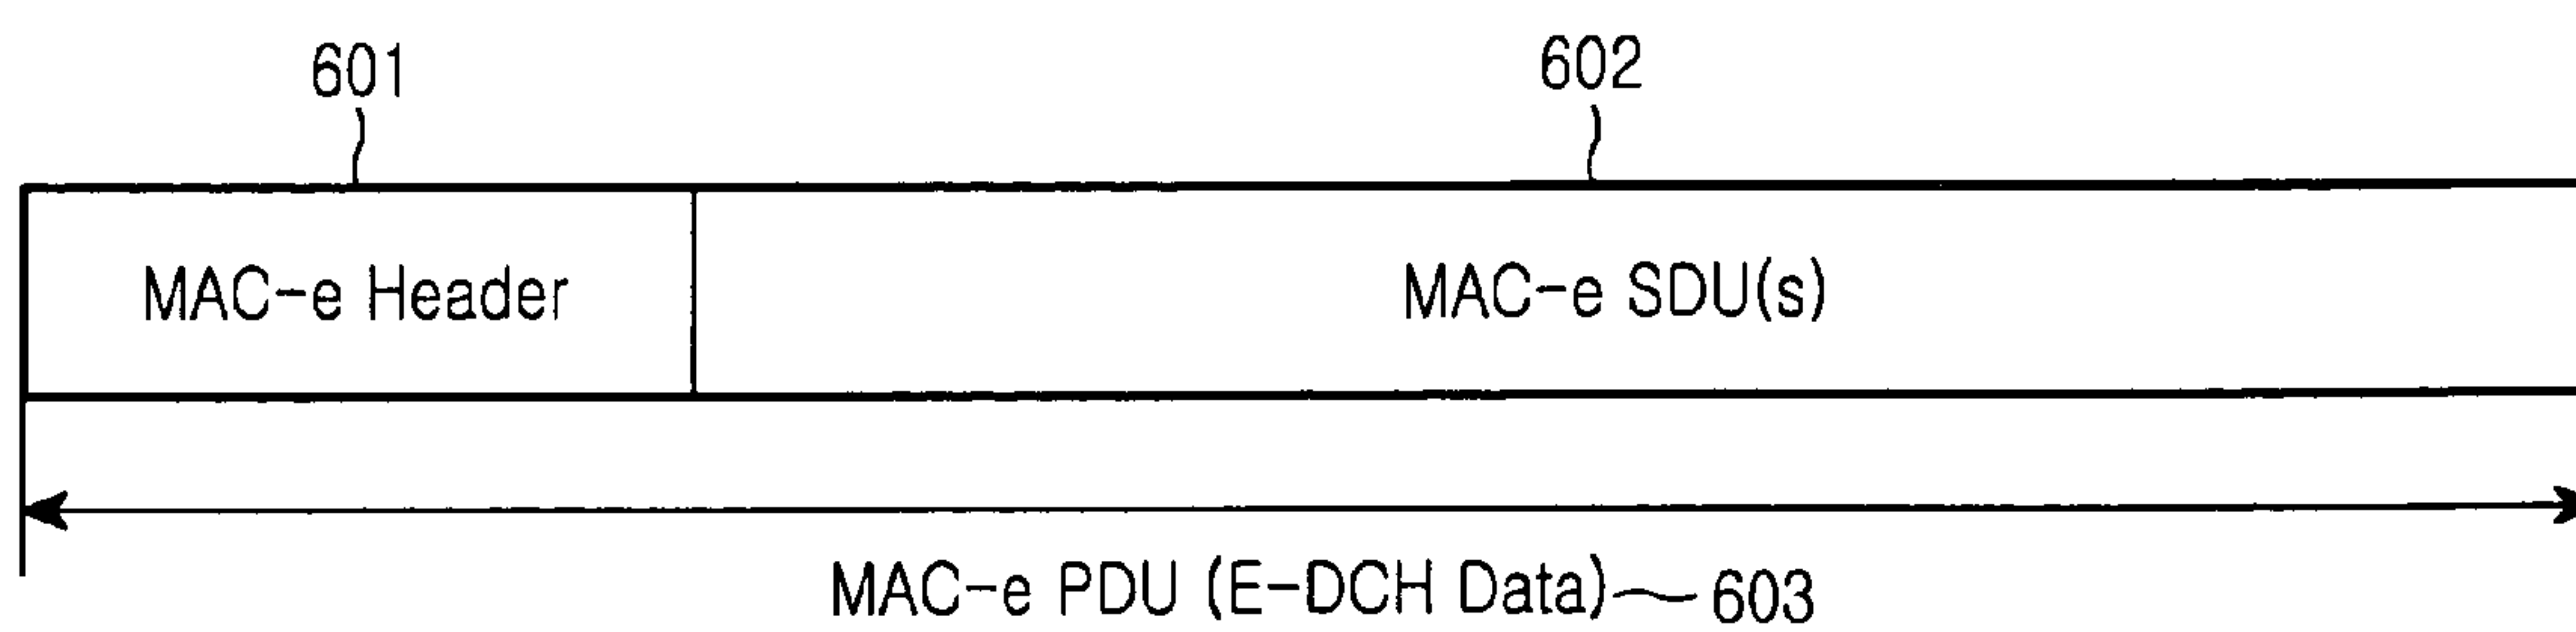 601 602
MAC-e Header MAC-e SDU(s)
MAC-e PDU (E-DCH Data) 603